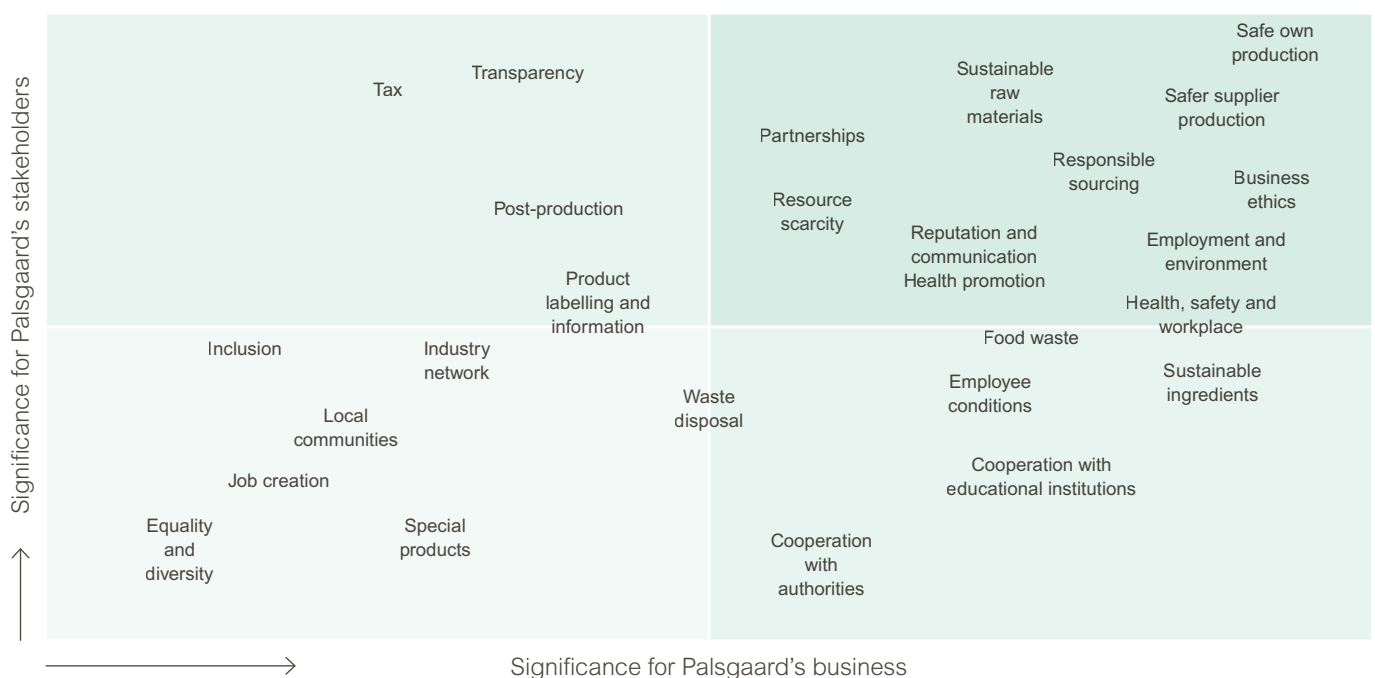 Significance for Palsgaard’s stakeholders
Tax
Transparency
Post-production
Product
labelling and
information
Safe own
production
Sustainable
raw
materials
Safer supplier
production
Partnerships
Responsible
sourcing
Business
ethics
Resource
scarcity
Reputation and
communication
Health promotion
Employment and
environment
Health, safety and
workplace
Inclusion
Industry
network
Local
communities
Job creation
Equality
and
diversity
Special
products
Waste
disposal
Food waste
Employee
conditions
Sustainable
ingredients
Cooperation with
educational institutions
Cooperation
with
authorities
Significance for Palsgaard’s business